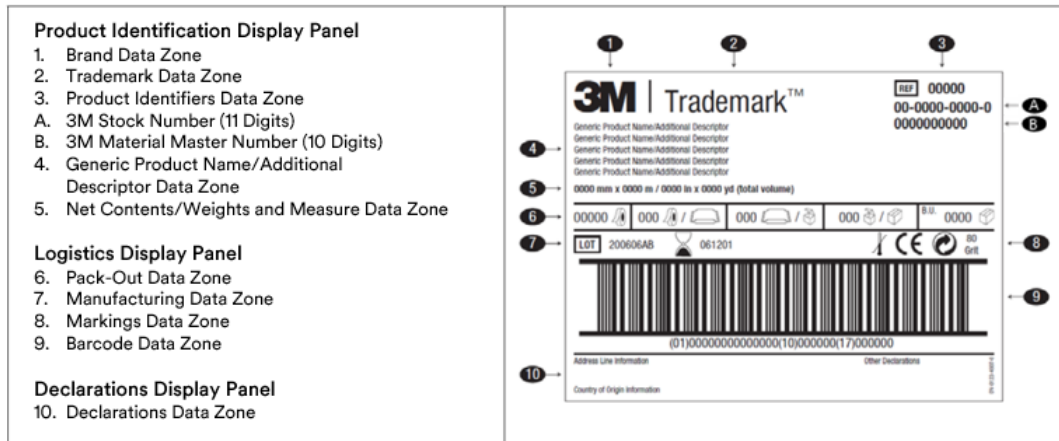 Product Identification Display Panel
1. Brand Data Zone
2. Trademark Data Zone
3. Product Identifiers Data Zone
A. 3M Stock Number (11 Digits)
B. 3M Material Master Number (10 Digits)
4. Generic Product Name/Additional
Descriptor Data Zone
5. Net Contents/Weights and Measure Data Zone
Logistics Display Panel
6. Pack-Out Data Zone
7. Manufacturing Data Zone
8. Markings Data Zone
9. Barcode Data Zone
Declarations Display Panel
10. Declarations Data Zone
1 2 3
3M Trademark™
REF 00000
00-0000-0000-0 A
0000000000 B
Generic Product Name/Additional Descriptor
Generic Product Name/Additional Descriptor
4 Generic Product Name/Additional Descriptor
Generic Product Name/Additional Descriptor
Generic Product Name/Additional Descriptor
5 0000 mm x 0000 m / 0000 in x 0000 yd (total volume)
6 00000 000 / 000 / 000 / B.U. 0000
7 LOT 200606AB 061201 CE 80 Grit 8
9
(01)00000000000000(10)000000(17)000000
Address Line Information Other Declarations
10
Country of Origin Information